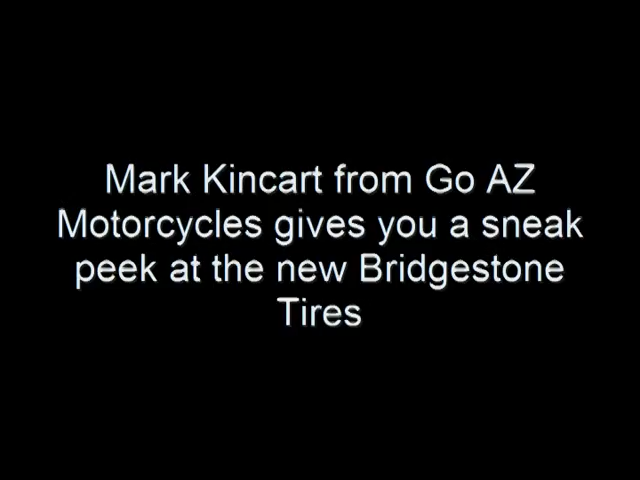 Mark Kincart from Go AZ
Motorcycles gives you a sneak
peek at the new Bridgestone
Tires